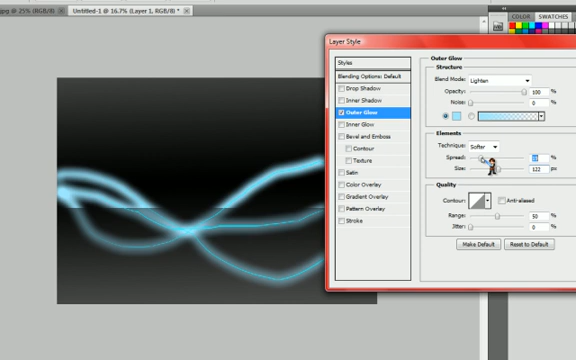 .jpg @ 25% (RGB/8)
Untitled-1 @ 16.7% (Layer 1, RGB/8) *
COLOR
SWATCHES
Layer Style
Styles
Blending Options: Default
Drop Shadow
Inner Shadow
Outer Glow
Inner Glow
Bevel and Emboss
Contour
Texture
Satin
Color Overlay
Gradient Overlay
Pattern Overlay
Stroke
Outer Glow
Structure
Blend Mode: Lighten
Opacity: 100 %
Noise: 0 %
Elements
Technique: Softer
Spread: %
Size: 122 px
Quality
Contour: Anti-aliased
Range: 50 %
Jitter: 0 %
Make Default
Reset to Default